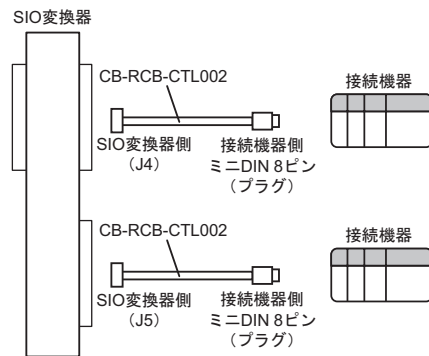 SIO変換器
CB-RCB-CTL002
接続機器
SIO変換器側
（J4）
接続機器側
ミニDIN 8ピン
（プラグ）
CB-RCB-CTL002
接続機器
SIO変換器側
（J5）
接続機器側
ミニDIN 8ピン
（プラグ）